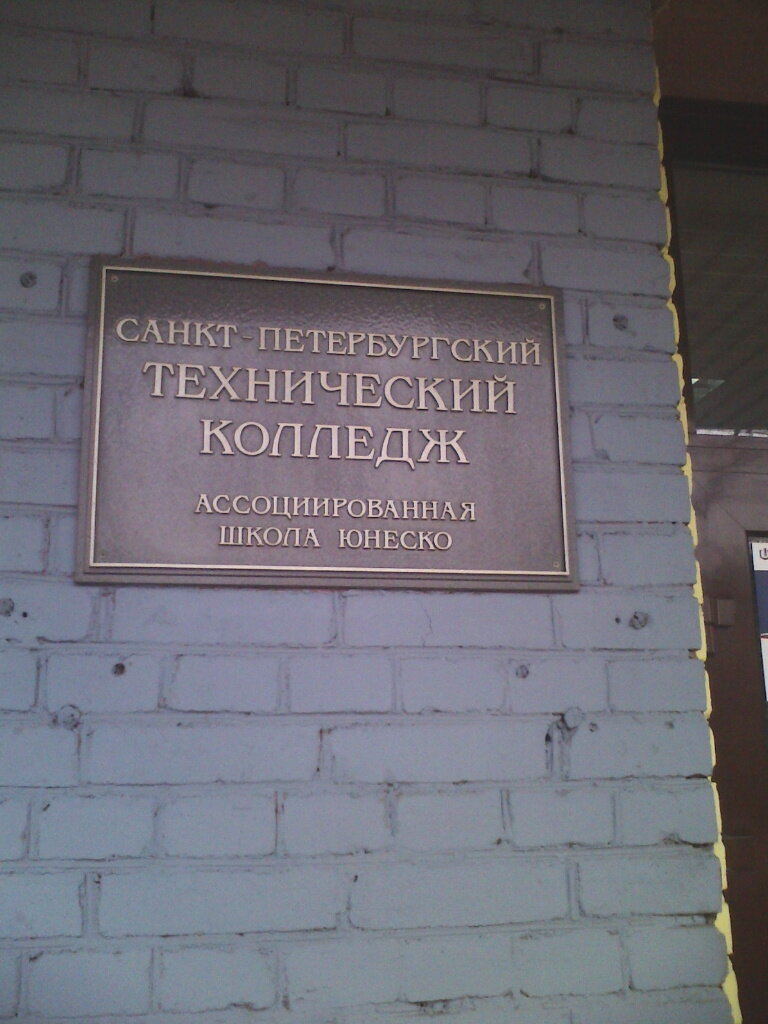 САНКТ-ПЕТЕРБУРГСКИЙ
ТЕХНИЧЕСКИЙ
КОЛЛЕДЖ
АССОЦИИРОВАННАЯ
ШКОЛА ЮНЕСКО